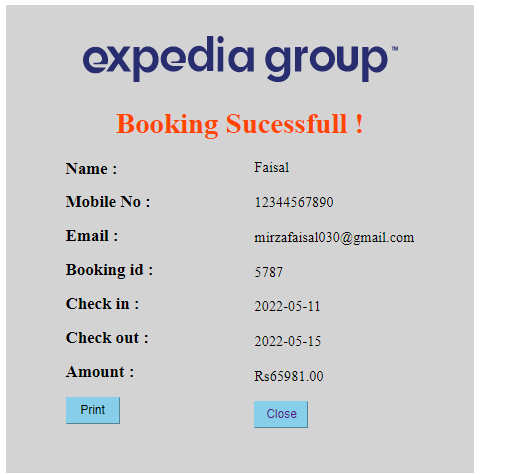 expedia group™
Booking Sucessfull !
Name : Faisal
Mobile No : 12344567890
Email : mirzafaisal030@gmail.com
Booking id : 5787
Check in : 2022-05-11
Check out : 2022-05-15
Amount : Rs65981.00
Print Close